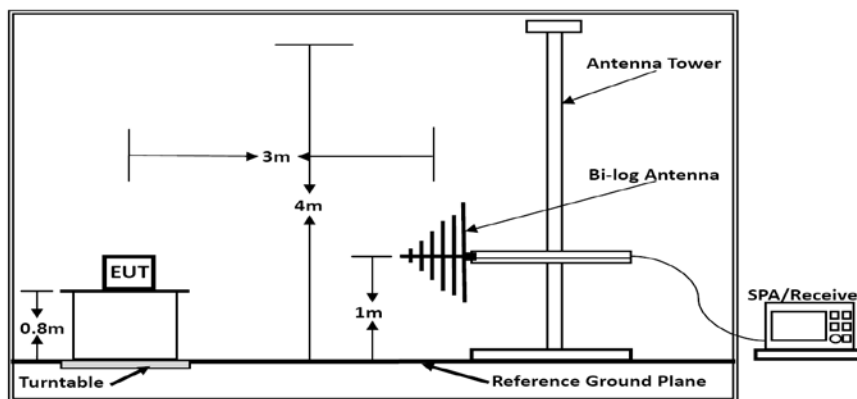 Antenna Tower
3m
Bi-log Antenna
4m
EUT
SPA/Receive
0.8m
1m
Turntable
Reference Ground Plane